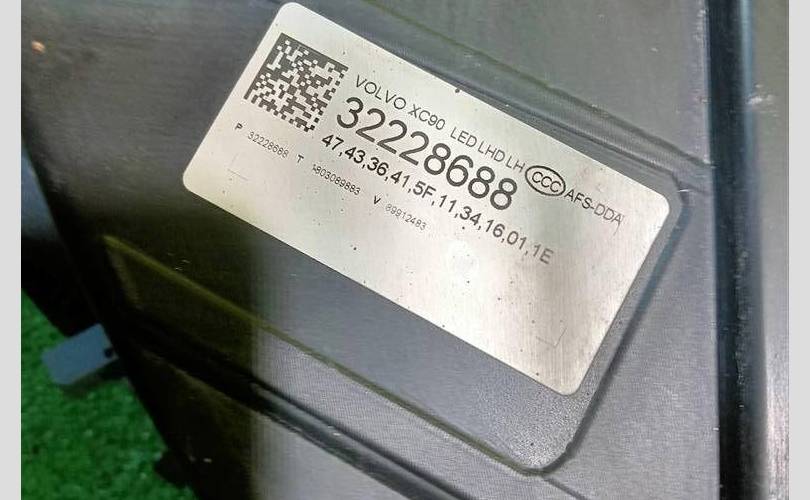 VOLVO XC90 LED LHD LH CCC AFS-DDA
32228688
47,43,36,41,5F,11,34,16,01,1E
P 32228688 T 1803089883 V 89912483